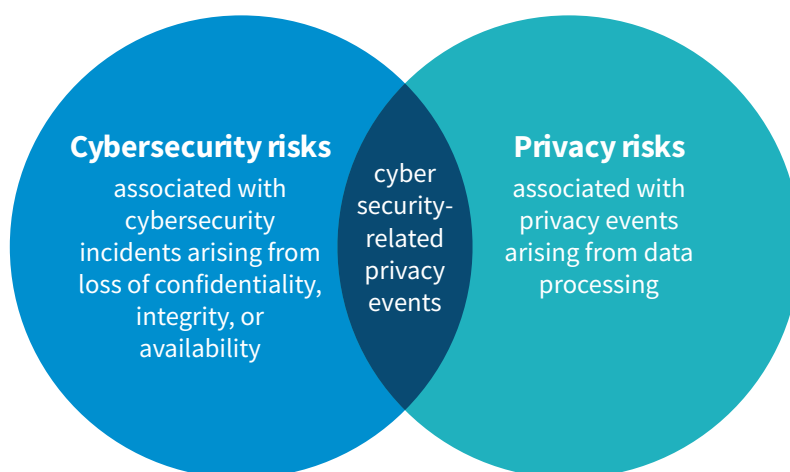 Cybersecurity risks
associated with
cybersecurity
incidents arising from
loss of confidentiality,
integrity, or
availability
cyber
security-
related
privacy
events
Privacy risks
associated with
privacy events
arising from data
processing